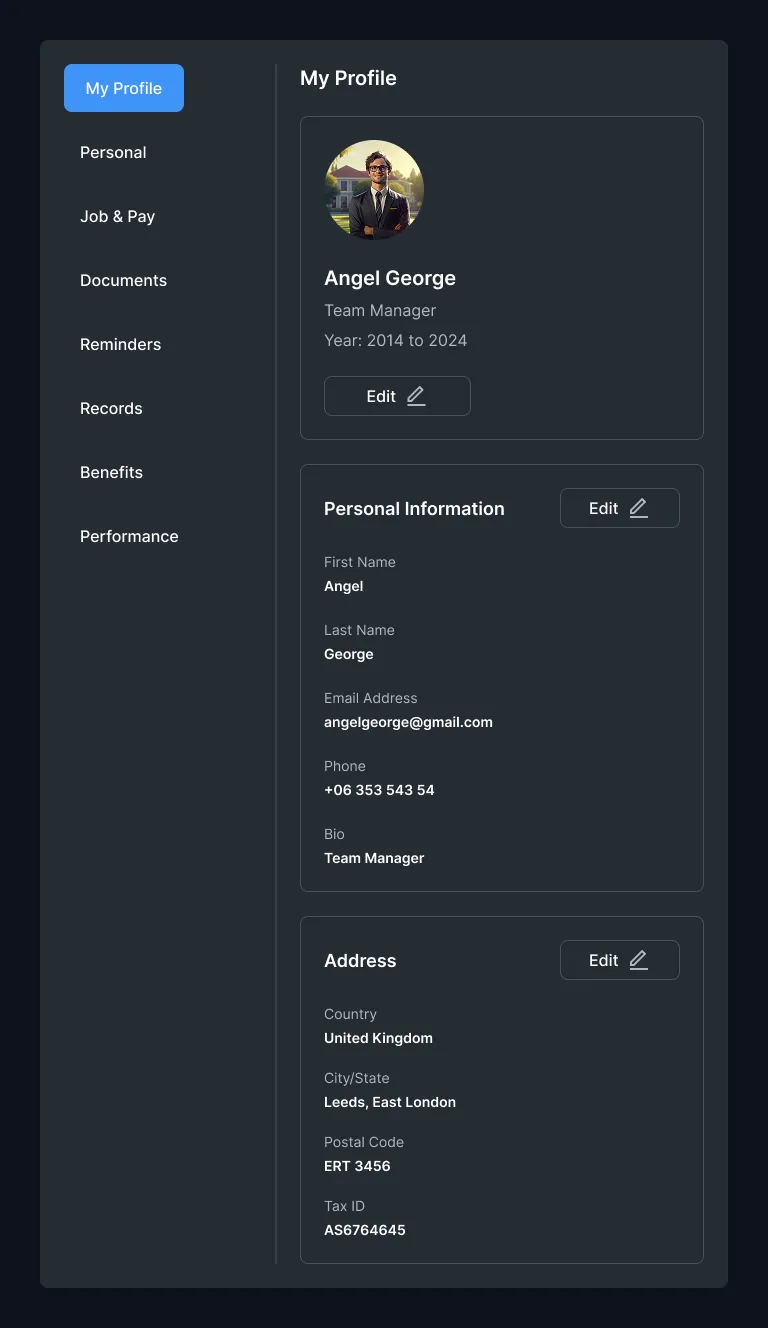 My Profile
Personal
Job & Pay
Documents
Reminders
Records
Benefits
Performance
My Profile
Angel George
Team Manager
Year: 2014 to 2024
Edit
Personal Information
Edit
First Name
Angel
Last Name
George
Email Address
angelgeorge@gmail.com
Phone
+06 353 543 54
Bio
Team Manager
Address
Edit
Country
United Kingdom
City/State
Leeds, East London
Postal Code
ERT 3456
Tax ID
AS6764645